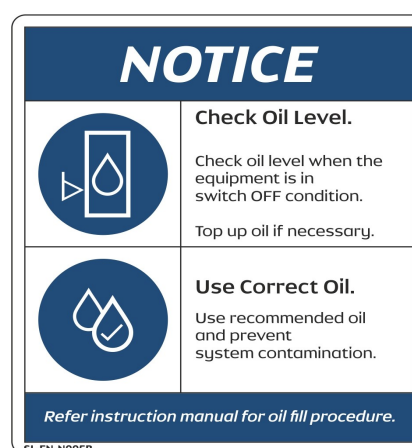 NOTICE
Check Oil Level.
Check oil level when the
equipment is in
switch OFF condition.
Top up oil if necessary.
Use Correct Oil.
Use recommended oil
and prevent
system contamination.
Refer instruction manual for oil fill procedure.